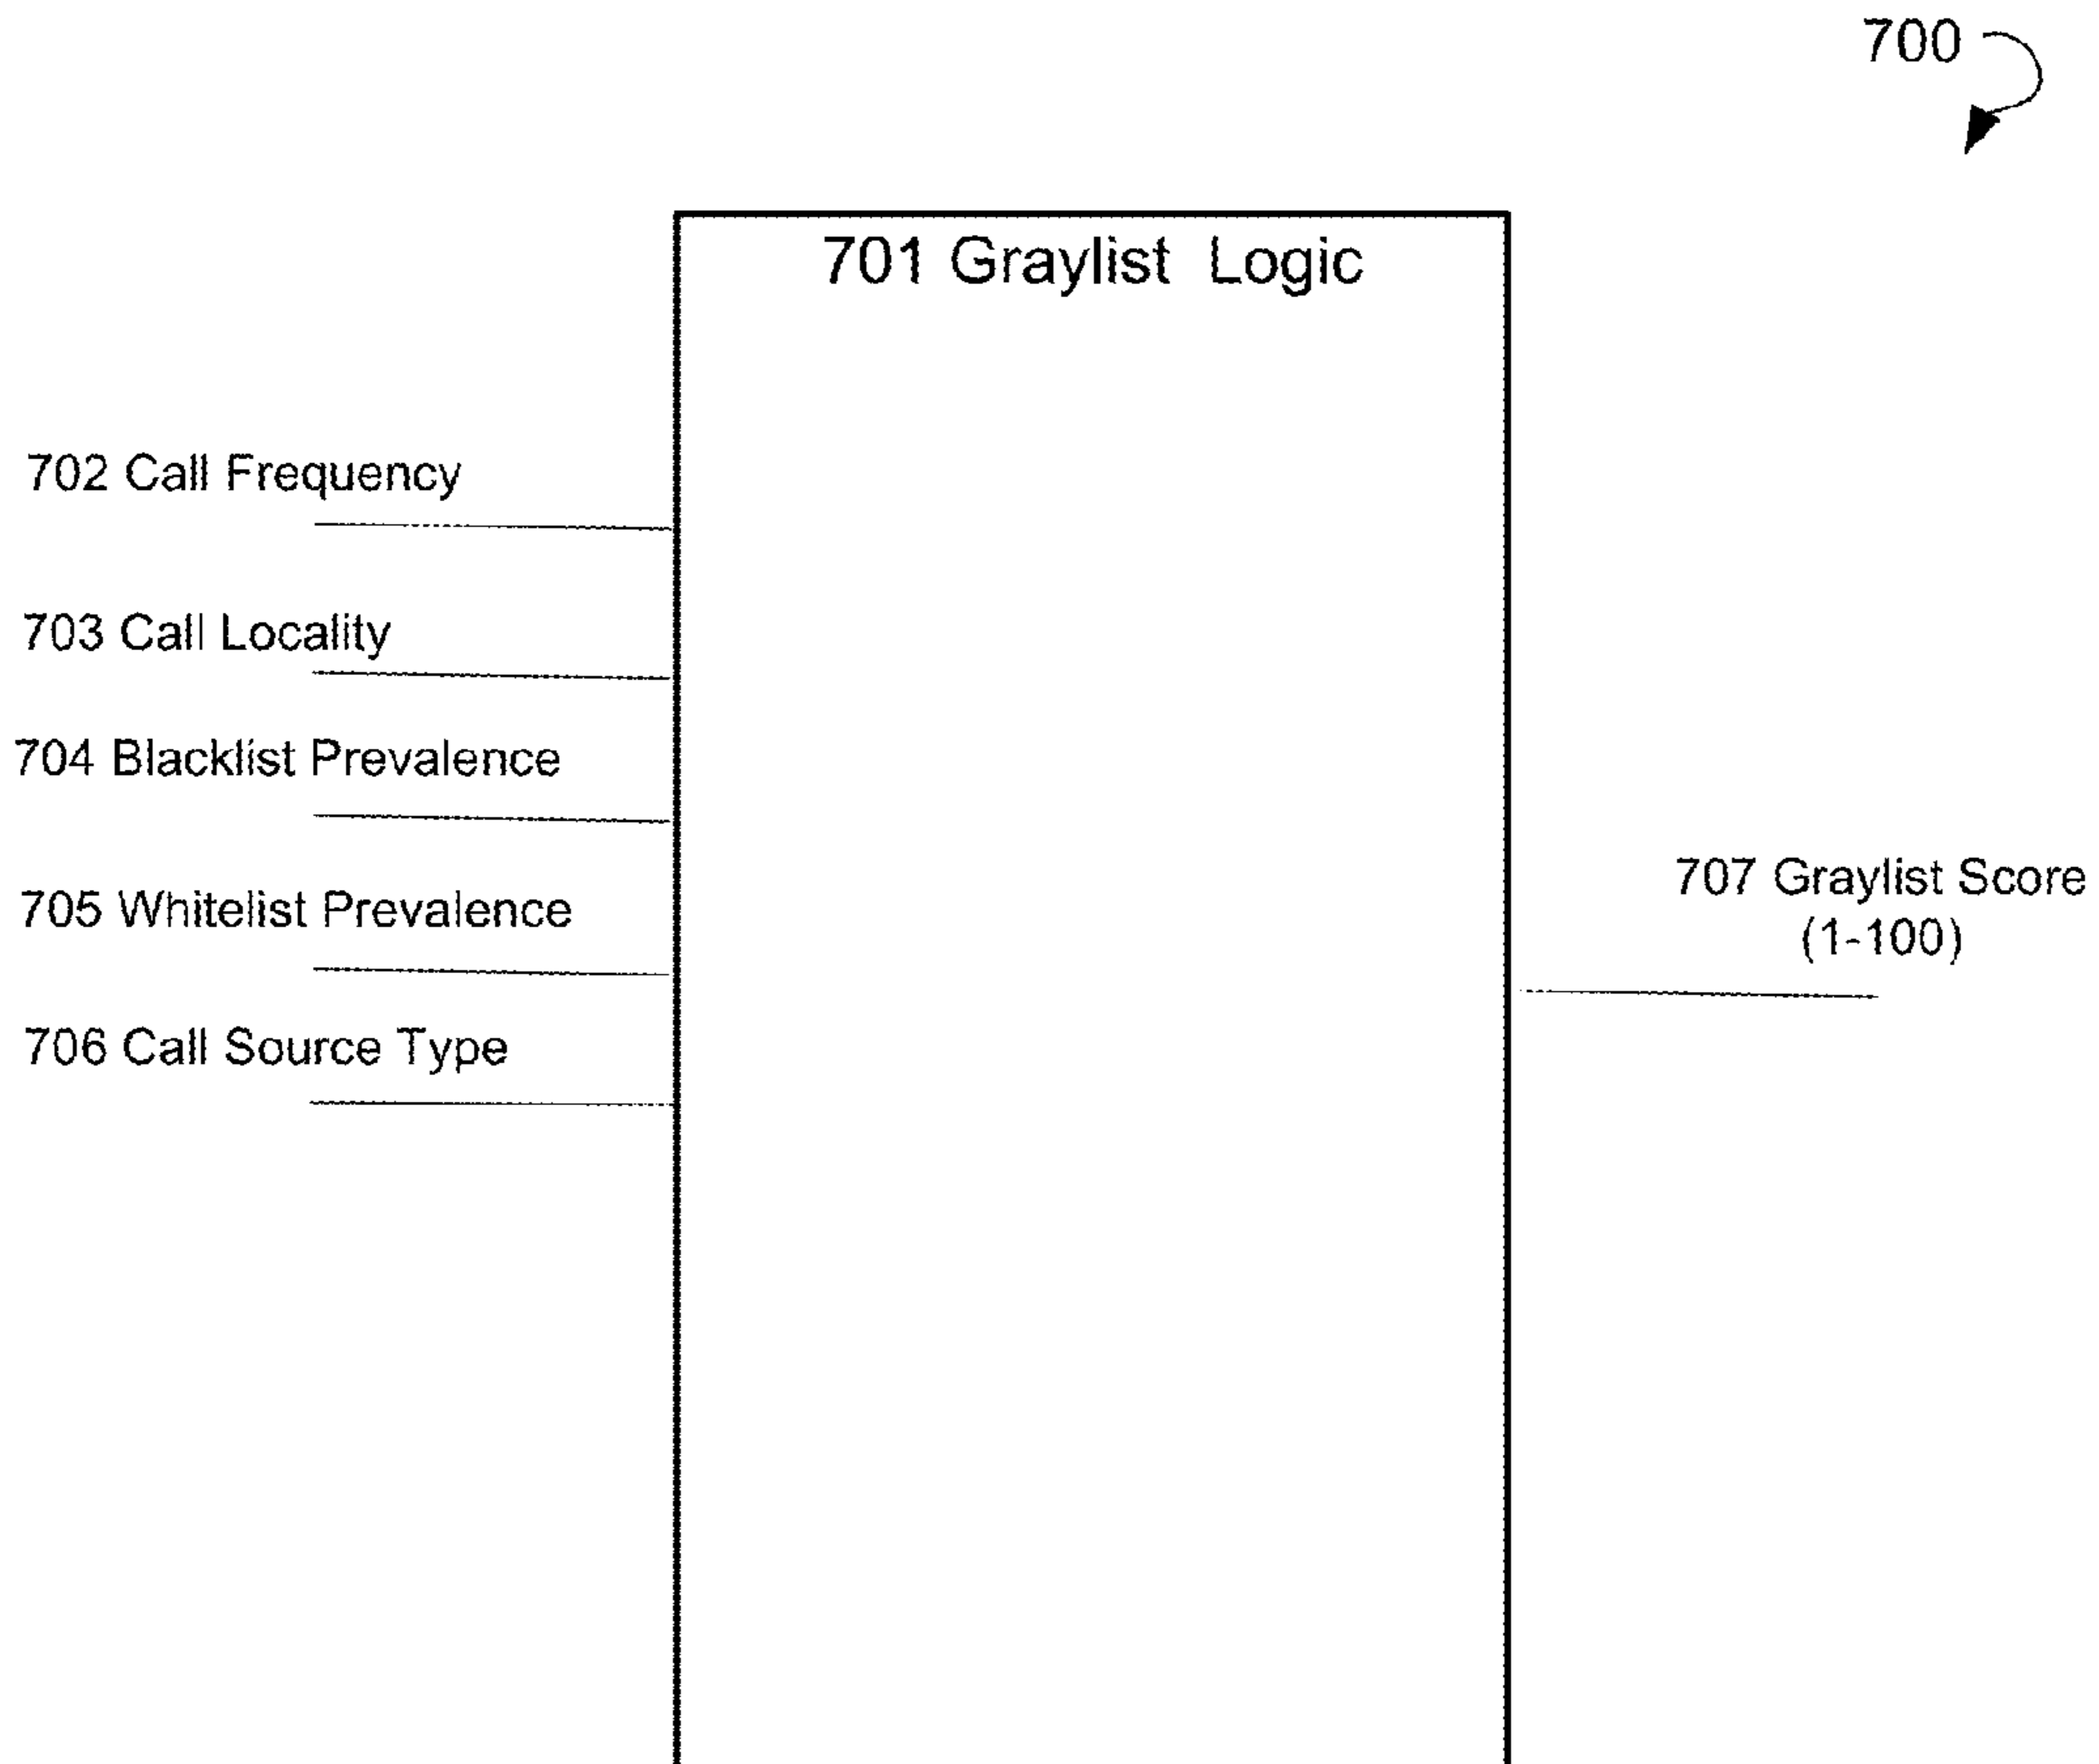 700
701 Graylist Logic
702 Call Frequency
703 Call Locality
704 Blacklist Prevalence
705 Whitelist Prevalence
706 Call Source Type
707 Graylist Score
(1-100)